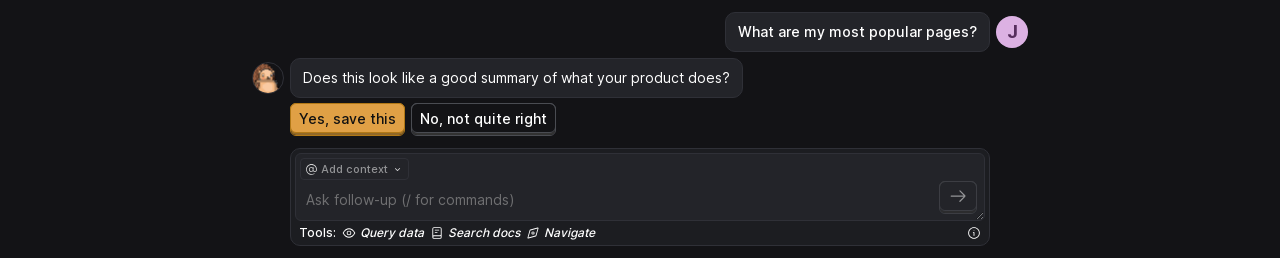 What are my most popular pages?
J
Does this look like a good summary of what your product does?
Yes, save this No, not quite right
@ Add context
Ask follow-up (/ for commands)
Tools: Query data Search docs Navigate